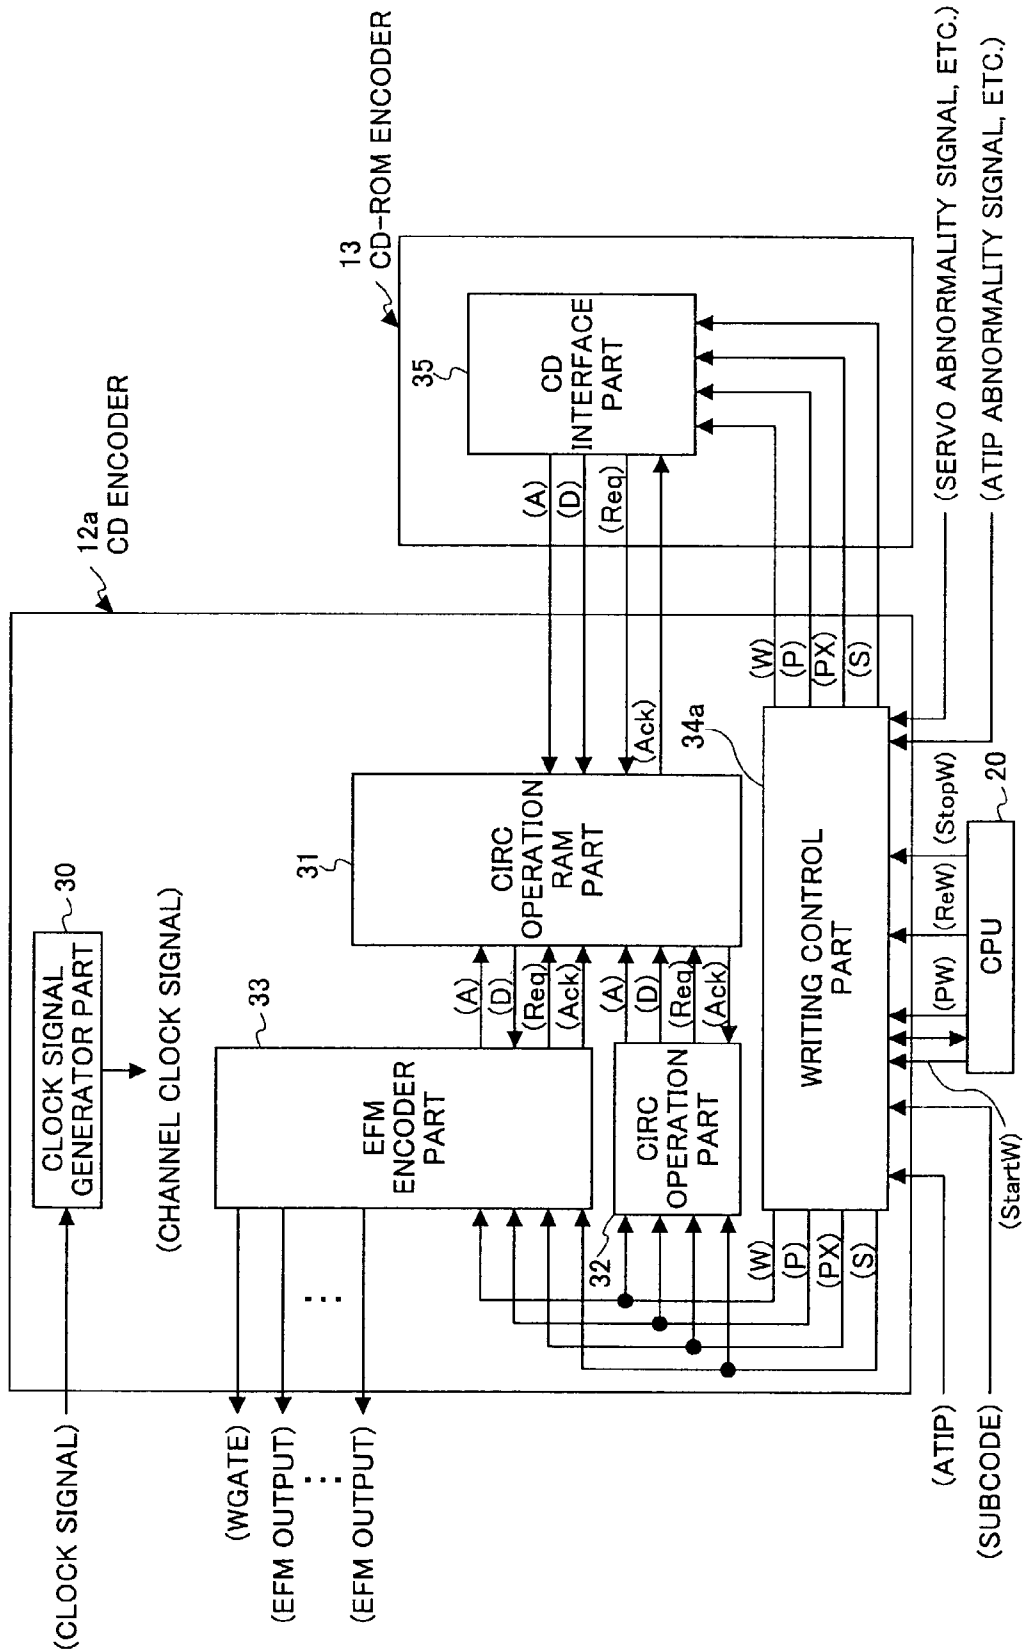 12a
CD ENCODER
13
CD-ROM ENCODER
(CLOCK SIGNAL)
CLOCK SIGNAL
GENERATOR PART
30
(CHANNEL CLOCK SIGNAL)
(WGATE)
(EFM OUTPUT)
(EFM OUTPUT)
33
EFM
ENCODER
PART
(A)
(D)
(Req)
(Ack)
31
CIRC
OPERATION
RAM
PART
(A)
(D)
(Req)
(Ack)
35
CD
INTERFACE
PART
32
CIRC
OPERATION
PART
(A)
(D)
(Req)
(Ack)
(W)
(P)
(PX)
(S)
34a
WRITING CONTROL
PART
(W)
(P)
(PX)
(S)
(ATIP)
(SUBCODE)
(StartW)
(PW)
(ReW)
(StopW)
CPU
20
(SERVO ABNORMALITY SIGNAL, ETC.)
(ATIP ABNORMALITY SIGNAL, ETC.)